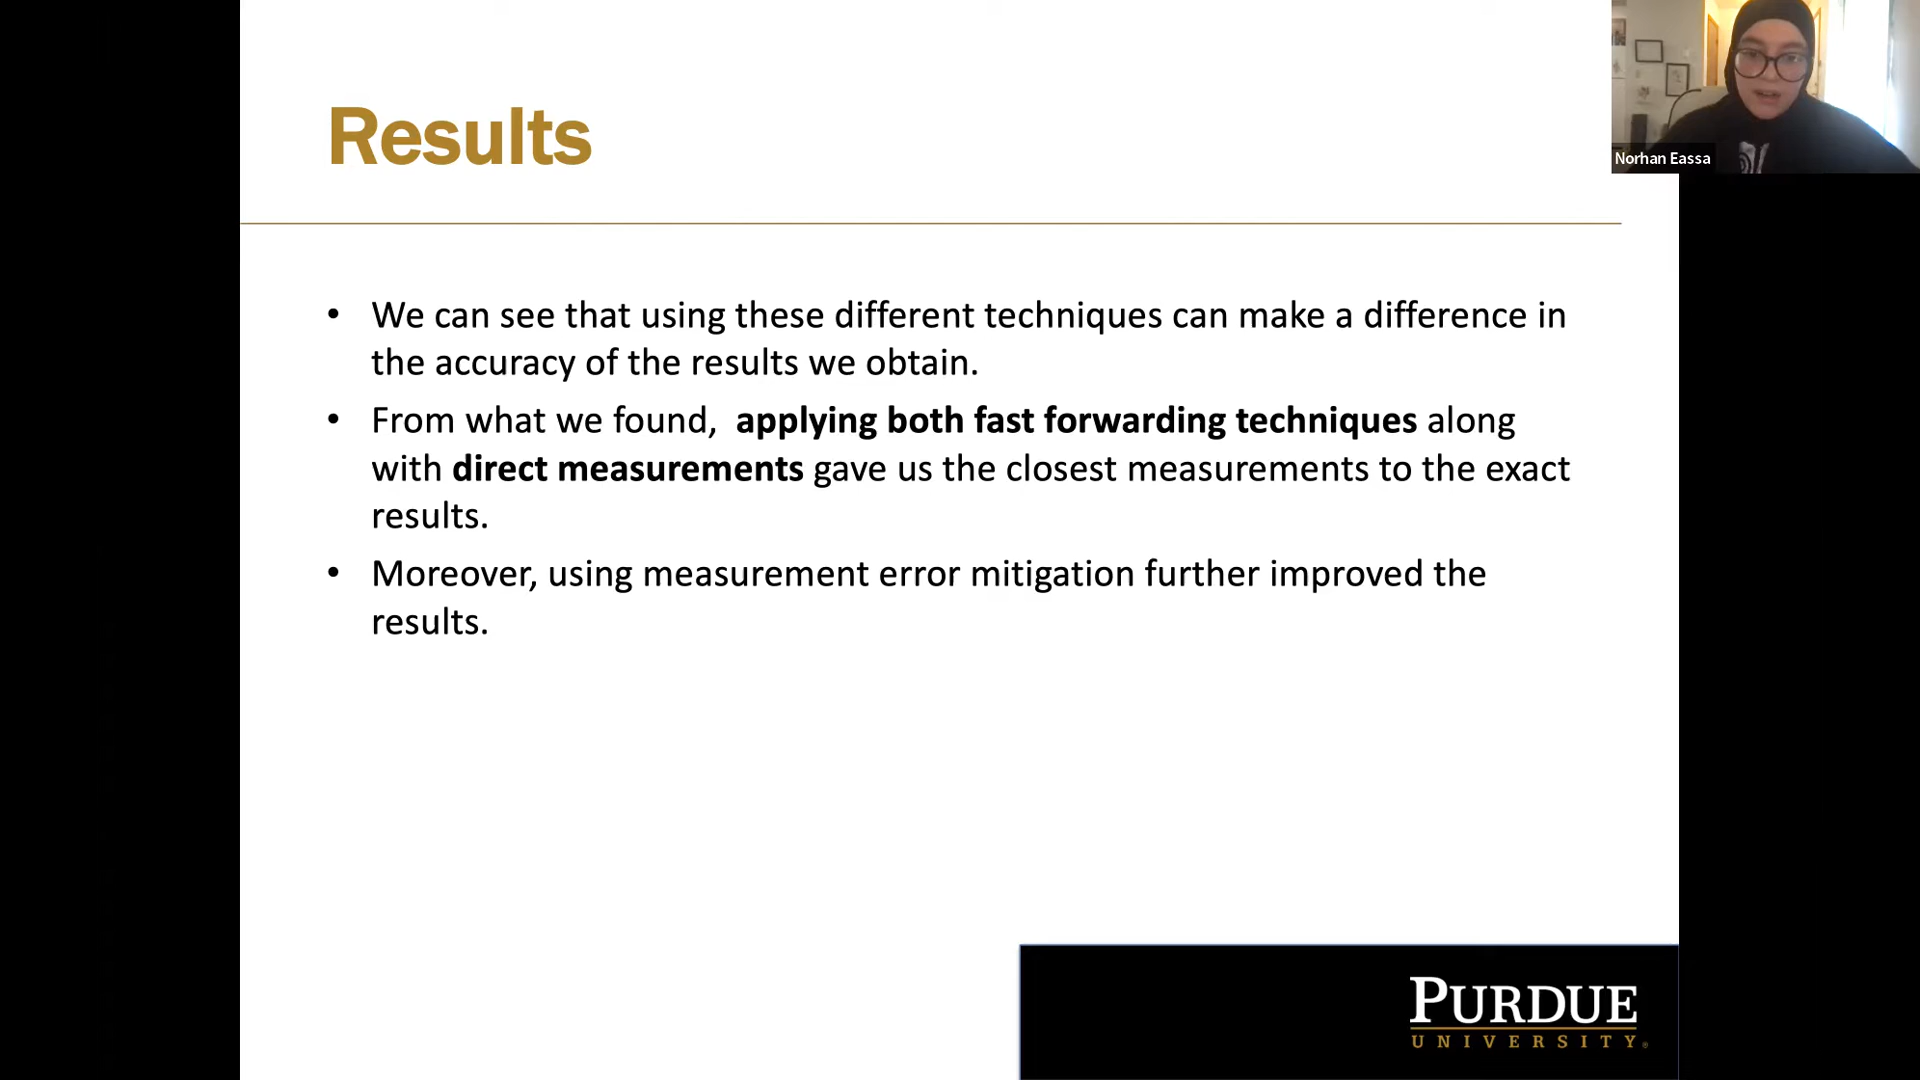 Results
Norhan Eassa
• We can see that using these different techniques can make a difference in
the accuracy of the results we obtain.
• From what we found, applying both fast forwarding techniques along
with direct measurements gave us the closest measurements to the exact
results.
• Moreover, using measurement error mitigation further improved the
results.
PURDUE
UNIVERSITY®